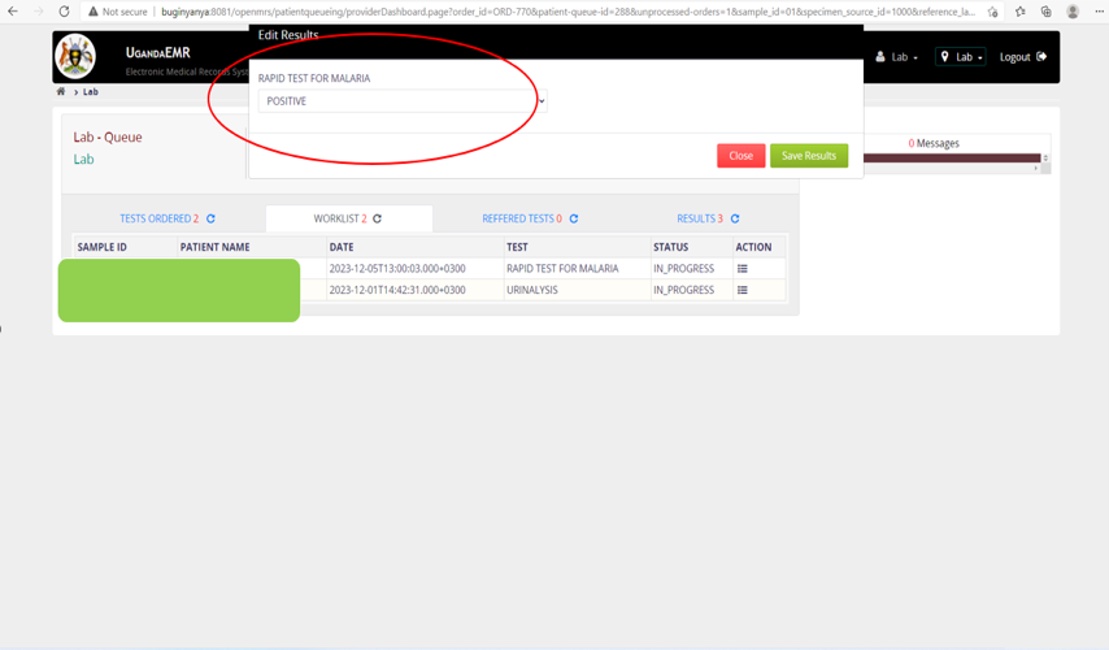 Not secure | buginyanya:8081/openmrs/patientqueueing/providerDashboard.page?order_id=ORD-770&patient-queue-id=288&unprocessed-orders=1&sample_id=01&specimen_source_id=1000&reference_la...
Edit Results
UGANDAEMR
Electronic Medical Records Syst
Lab
Lab
Logout
RAPID TEST FOR MALARIA
POSITIVE
> Lab
Lab - Queue
Lab
0 Messages
Close
Save Results
TESTS ORDERED 2
WORKLIST 2
REFFERED TESTS 0
RESULTS 3
SAMPLE ID PATIENT NAME DATE TEST STATUS ACTION
2023-12-05T13:00:03.000+0300 RAPID TEST FOR MALARIA IN_PROGRESS
2023-12-01T14:42:31.000+0300 URINALYSIS IN_PROGRESS